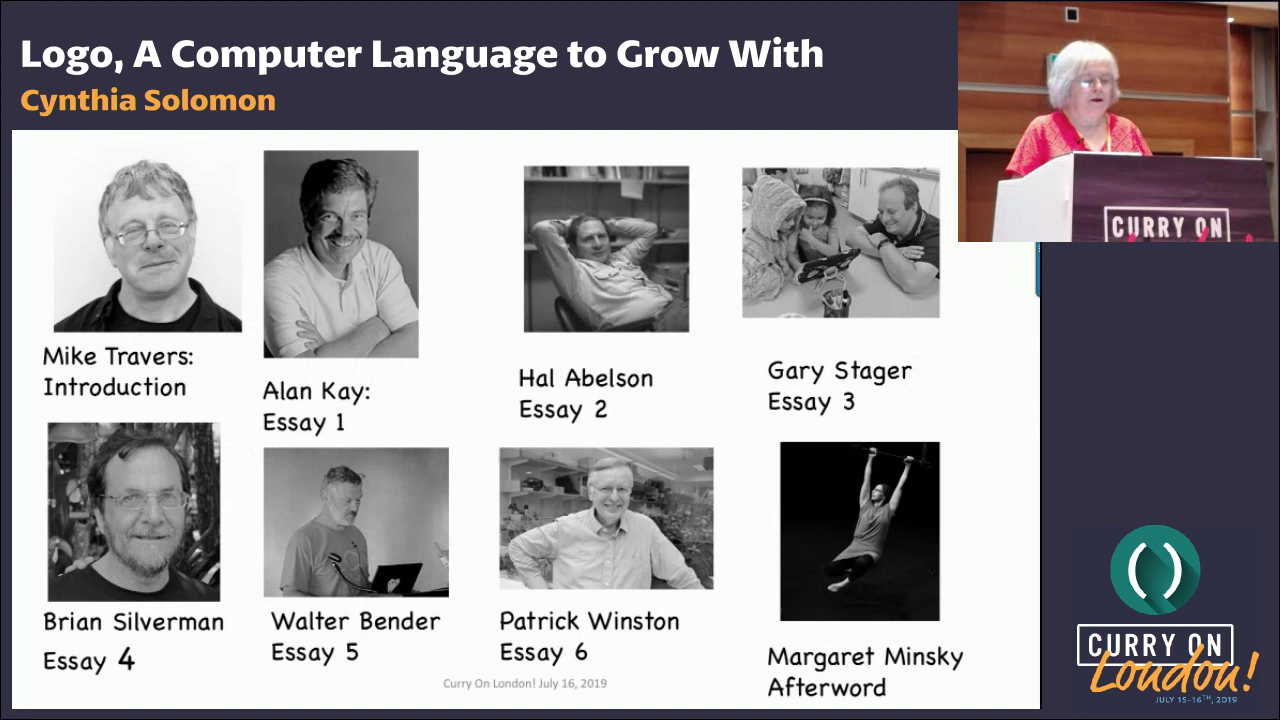 Logo, A Computer Language to Grow With
Cynthia Solomon
CURRY ON
Mike Travers:
Introduction
Alan Kay:
Essay 1
Hal Abelson
Essay 2
Gary Stager
Essay 3
Brian Silverman
Essay 4
Walter Bender
Essay 5
Patrick Winston
Essay 6
Margaret Minsky
Afterword
Curry On London! July 16, 2019
CURRY ON
London!
JULY 15-16TH, 2019